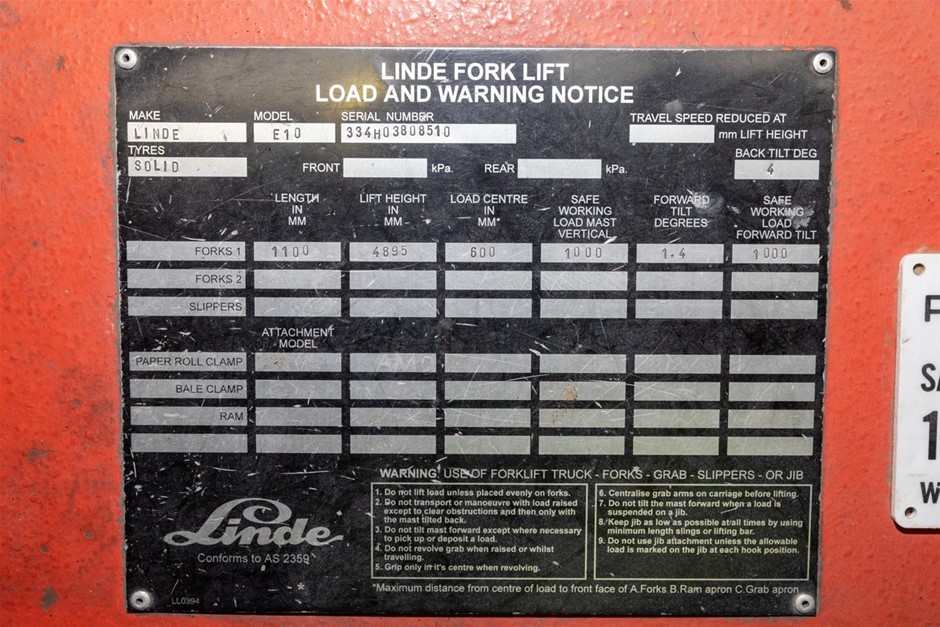 LINDE FORK LIFT
LOAD AND WARNING NOTICE
MAKE MODEL SERIAL NUMBER TRAVEL SPEED REDUCED AT
LINDE E10 334H03808510 mm LIFT HEIGHT
TYRES BACK TILT DEG
SOLID FRONT kPa. REAR kPa. 4
LENGTH IN MM
LIFT HEIGHT IN MM
LOAD CENTRE IN MM*
SAFE WORKING LOAD MAST VERTICAL
FORWARD TILT DEGREES
SAFE WORKING LOAD FORWARD TILT
FORKS 1 1100 4895 600 1000 1.4 1000
FORKS 2
SLIPPERS
ATTACHMENT MODEL
PAPER ROLL CLAMP
BALE CLAMP
RAM
WARNING: USE OF FORKLIFT TRUCK - FORKS - GRAB - SLIPPERS - OR JIB
1. Do not lift load unless placed evenly on forks.
2. Do not transport or manoeuvre with load raised
except to clear obstructions and then only with
the mast tilted back.
3. Do not tilt mast forward except where necessary
to pick up or deposit a load.
4. Do not revolve grab when raised or whilst
travelling.
5. Grip only in it's centre when revolving.
6. Centralise grab arms on carriage before lifting.
7. Do not tilt the mast forward when a load is
suspended on a jib.
8. Keep jib as low as possible at all times by using
minimum length slings or lifting bar.
9. Do not use jib attachment unless the allowable
load is marked on the jib at each hook position.
Linde
Conforms to AS 2359
*Maximum distance from centre of load to front face of A.Forks B.Ram apron C.Grab apron
LL0394